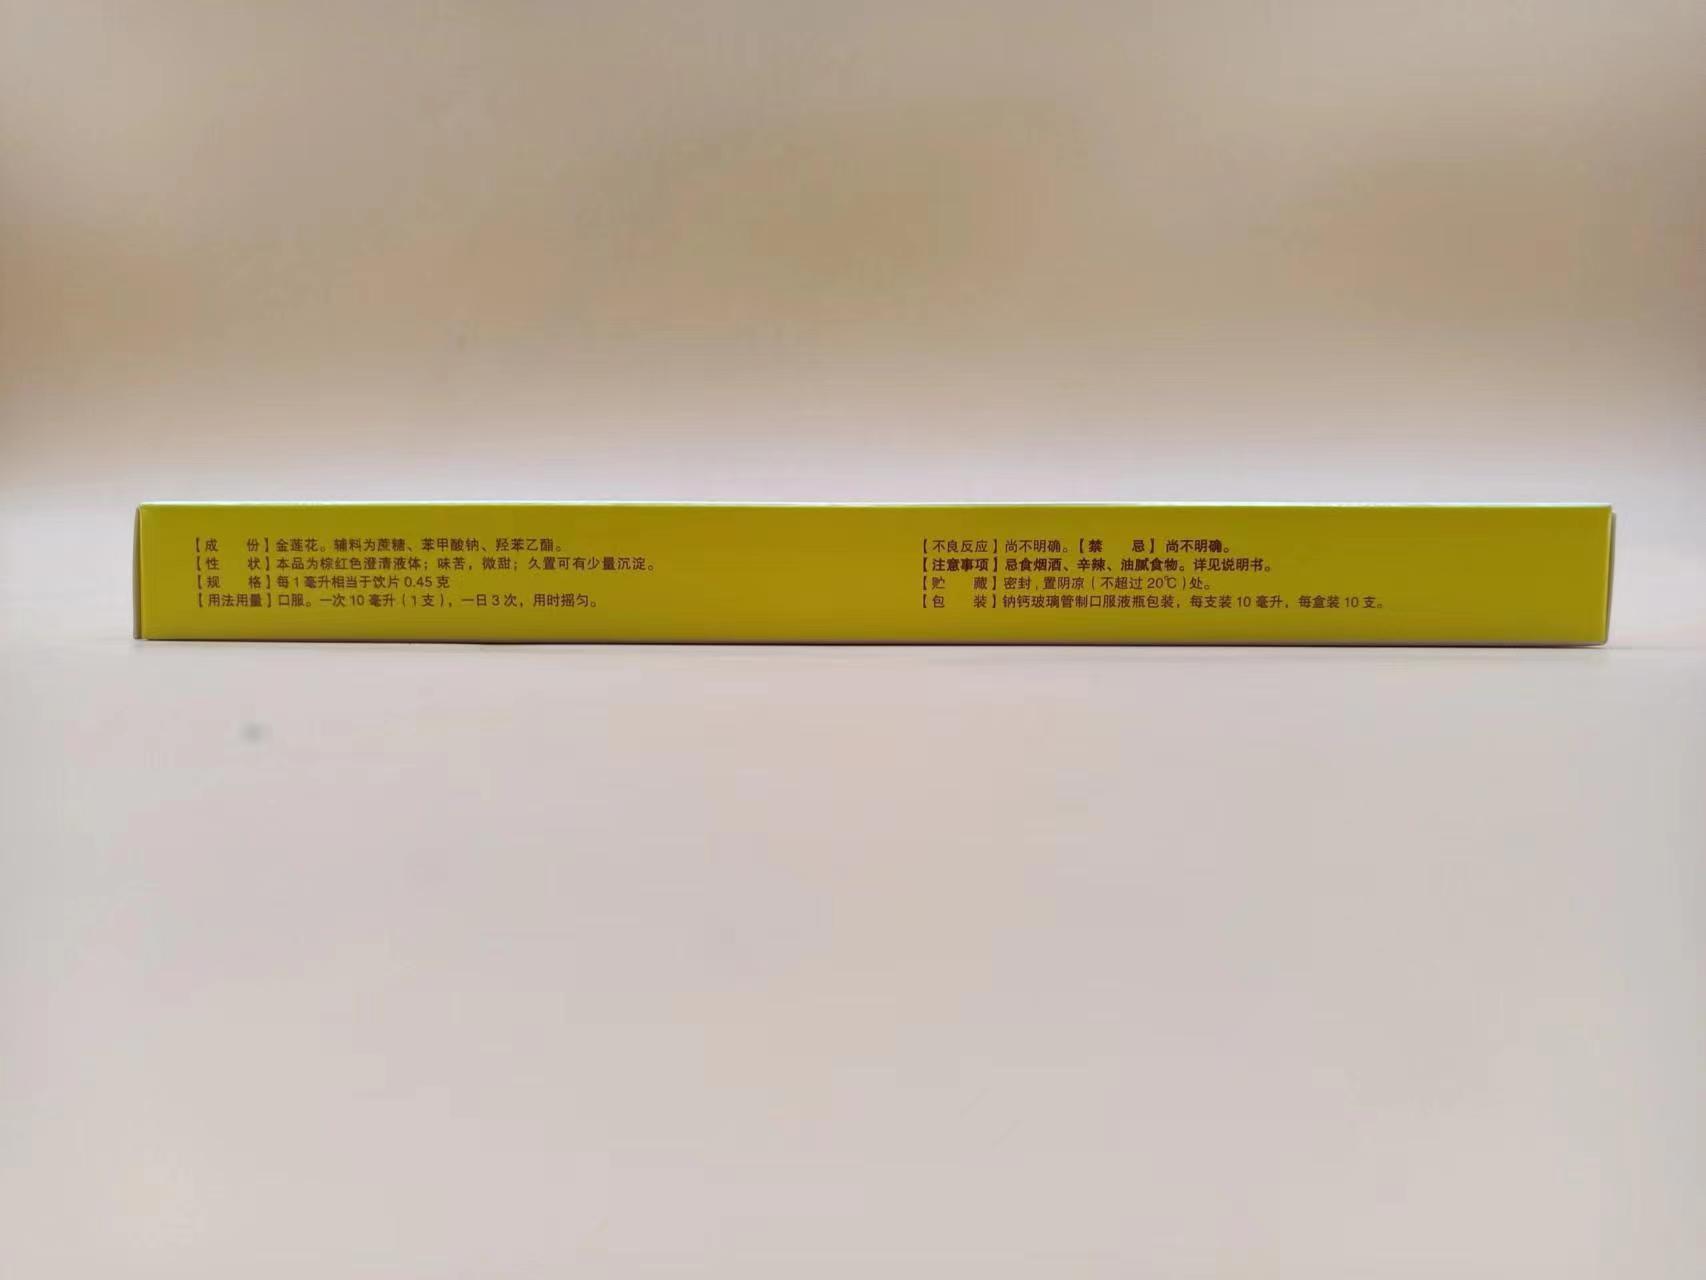 【成　份】金莲花。辅料为蔗糖、苯甲酸钠、羟苯乙酯。
【性　状】本品为棕红色澄清液体；味苦，微甜；久置可有少量沉淀。
【规　格】每1毫升相当于饮片0.45克
【用法用量】口服。一次10毫升（1支），一日3次，用时摇匀。
【不良反应】尚不明确。【禁　忌】尚不明确。
【注意事项】忌食烟酒、辛辣、油腻食物。详见说明书。
【贮　藏】密封，置阴凉（不超过20℃）处。
【包　装】钠钙玻璃管制口服液瓶包装，每支装10毫升，每盒装10支。